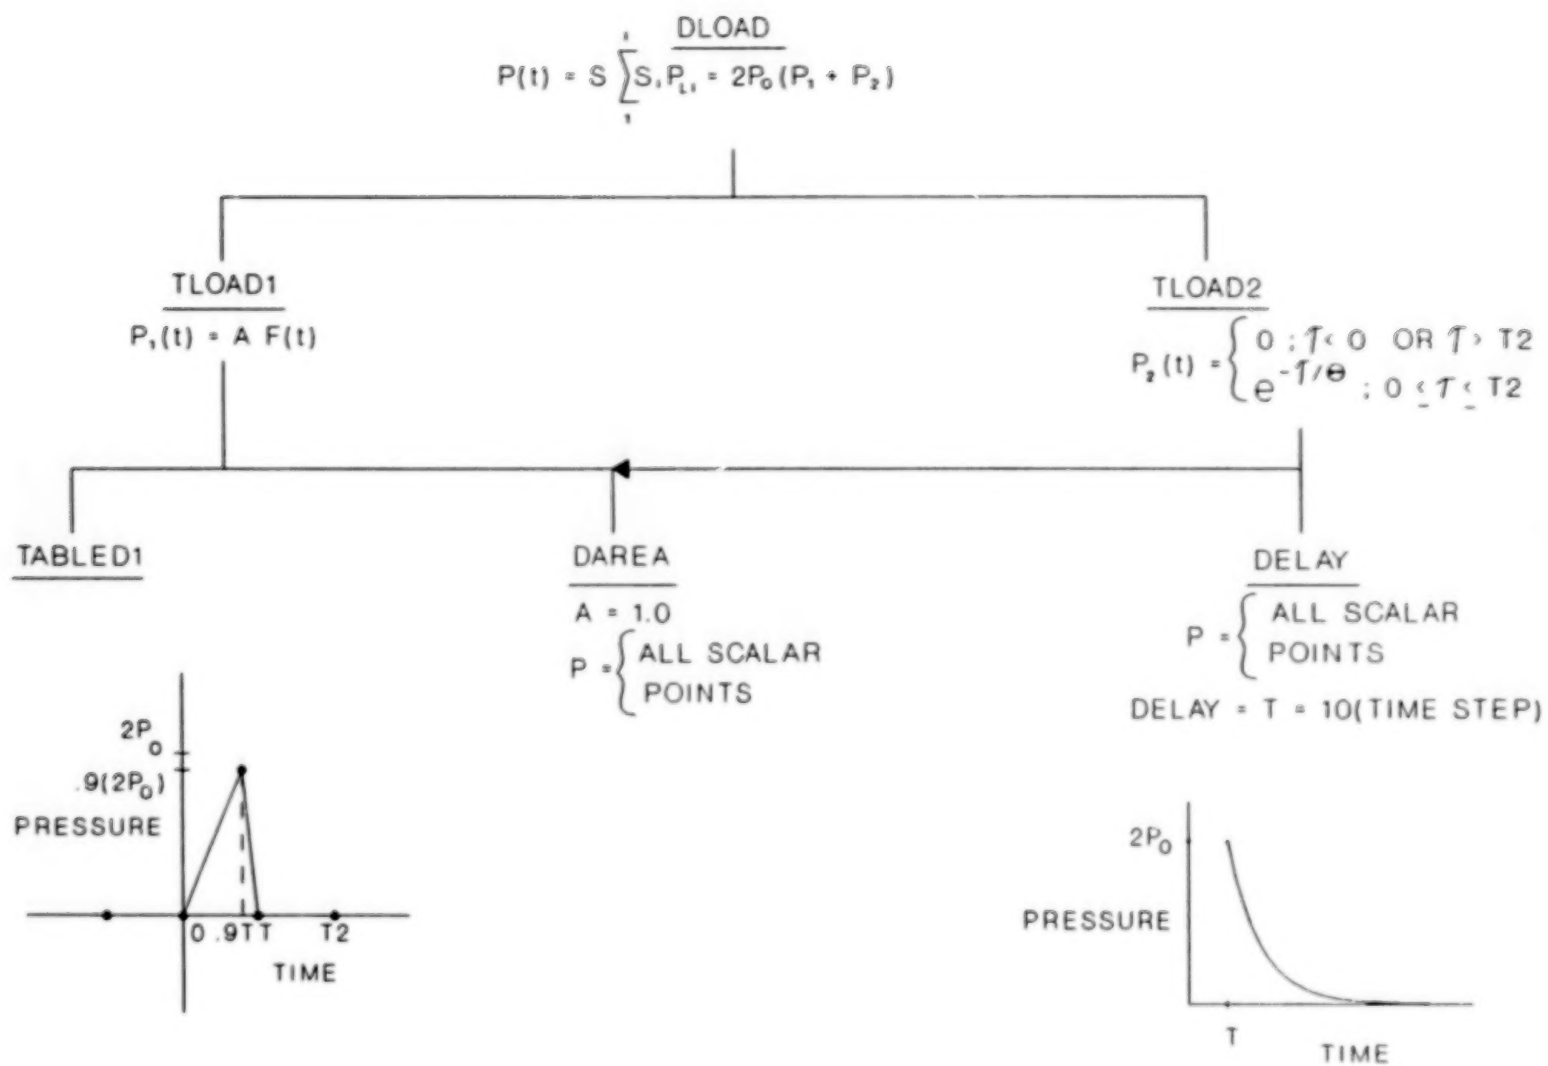 DLOAD
P(t) = S ∑ SᵢP_Lᵢ = 2P₀(P₁ + P₂)
TLOAD1
P₁(t) = A F(t)
TLOAD2
P₂(t) = { 0 ; τ < 0 OR τ > T2
e^-τ/θ ; 0 ≤ τ ≤ T2
TABLED1
DAREA
A = 1.0
P = { ALL SCALAR
POINTS
DELAY
P = { ALL SCALAR
POINTS
DELAY = T = 10(TIME STEP)
2P₀
.9(2P₀)
PRESSURE
0 .9T T T2
TIME
2P₀
PRESSURE
T
TIME